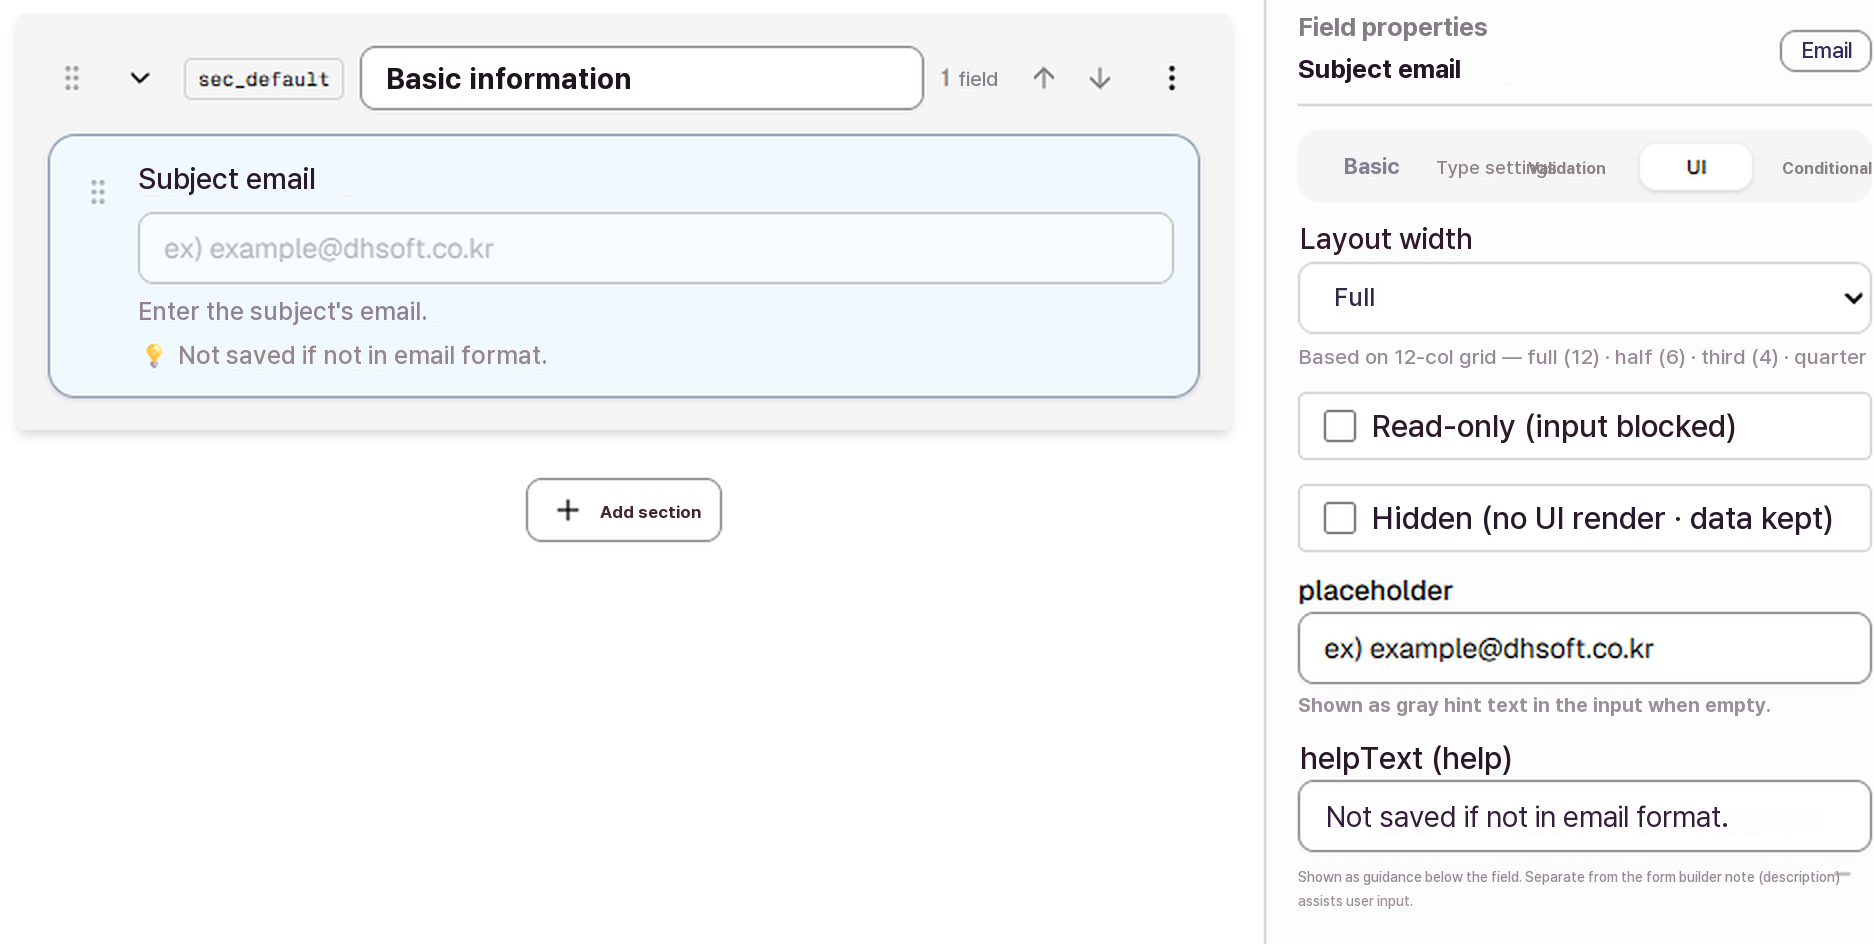 sec_default
Basic information
1 field
Subject email
ex) example@dhsoft.co.kr
Enter the subject's email.
Not saved if not in email format.
Add section
Field properties
Subject email
Email
Basic
Type settings
Validation
UI
Conditional
Layout width
Full
Based on 12-col grid — full (12) · half (6) · third (4) · quarter
Read-only (input blocked)
Hidden (no UI render · data kept)
placeholder
ex) example@dhsoft.co.kr
Shown as gray hint text in the input when empty.
helpText (help)
Not saved if not in email format.
Shown as guidance below the field. Separate from the form builder note (description)
assists user input.